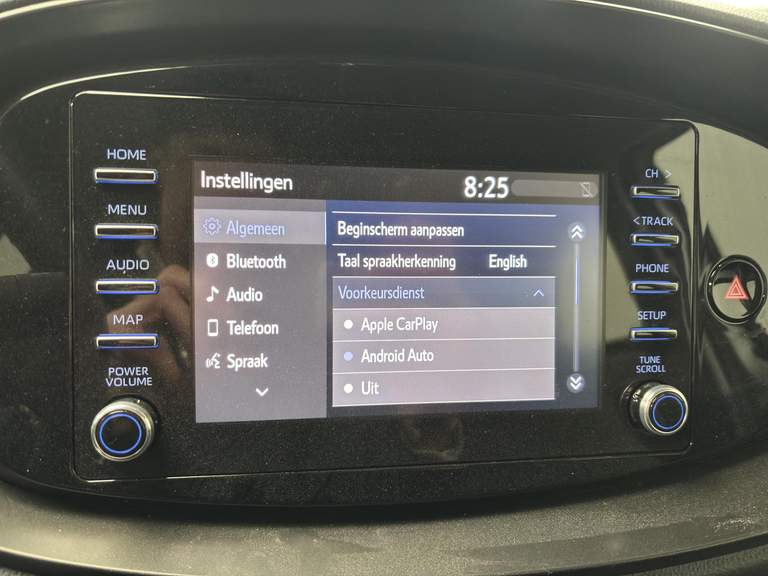 HOME
MENU
AUDIO
MAP
POWER
VOLUME
Instellingen
8:25
Algemeen
Bluetooth
Audio
Telefoon
Spraak
Beginscherm aanpassen
Taal spraakherkenning English
Voorkeursdienst
Apple CarPlay
Android Auto
Uit
CH >
< TRACK
PHONE
SETUP
TUNE
SCROLL